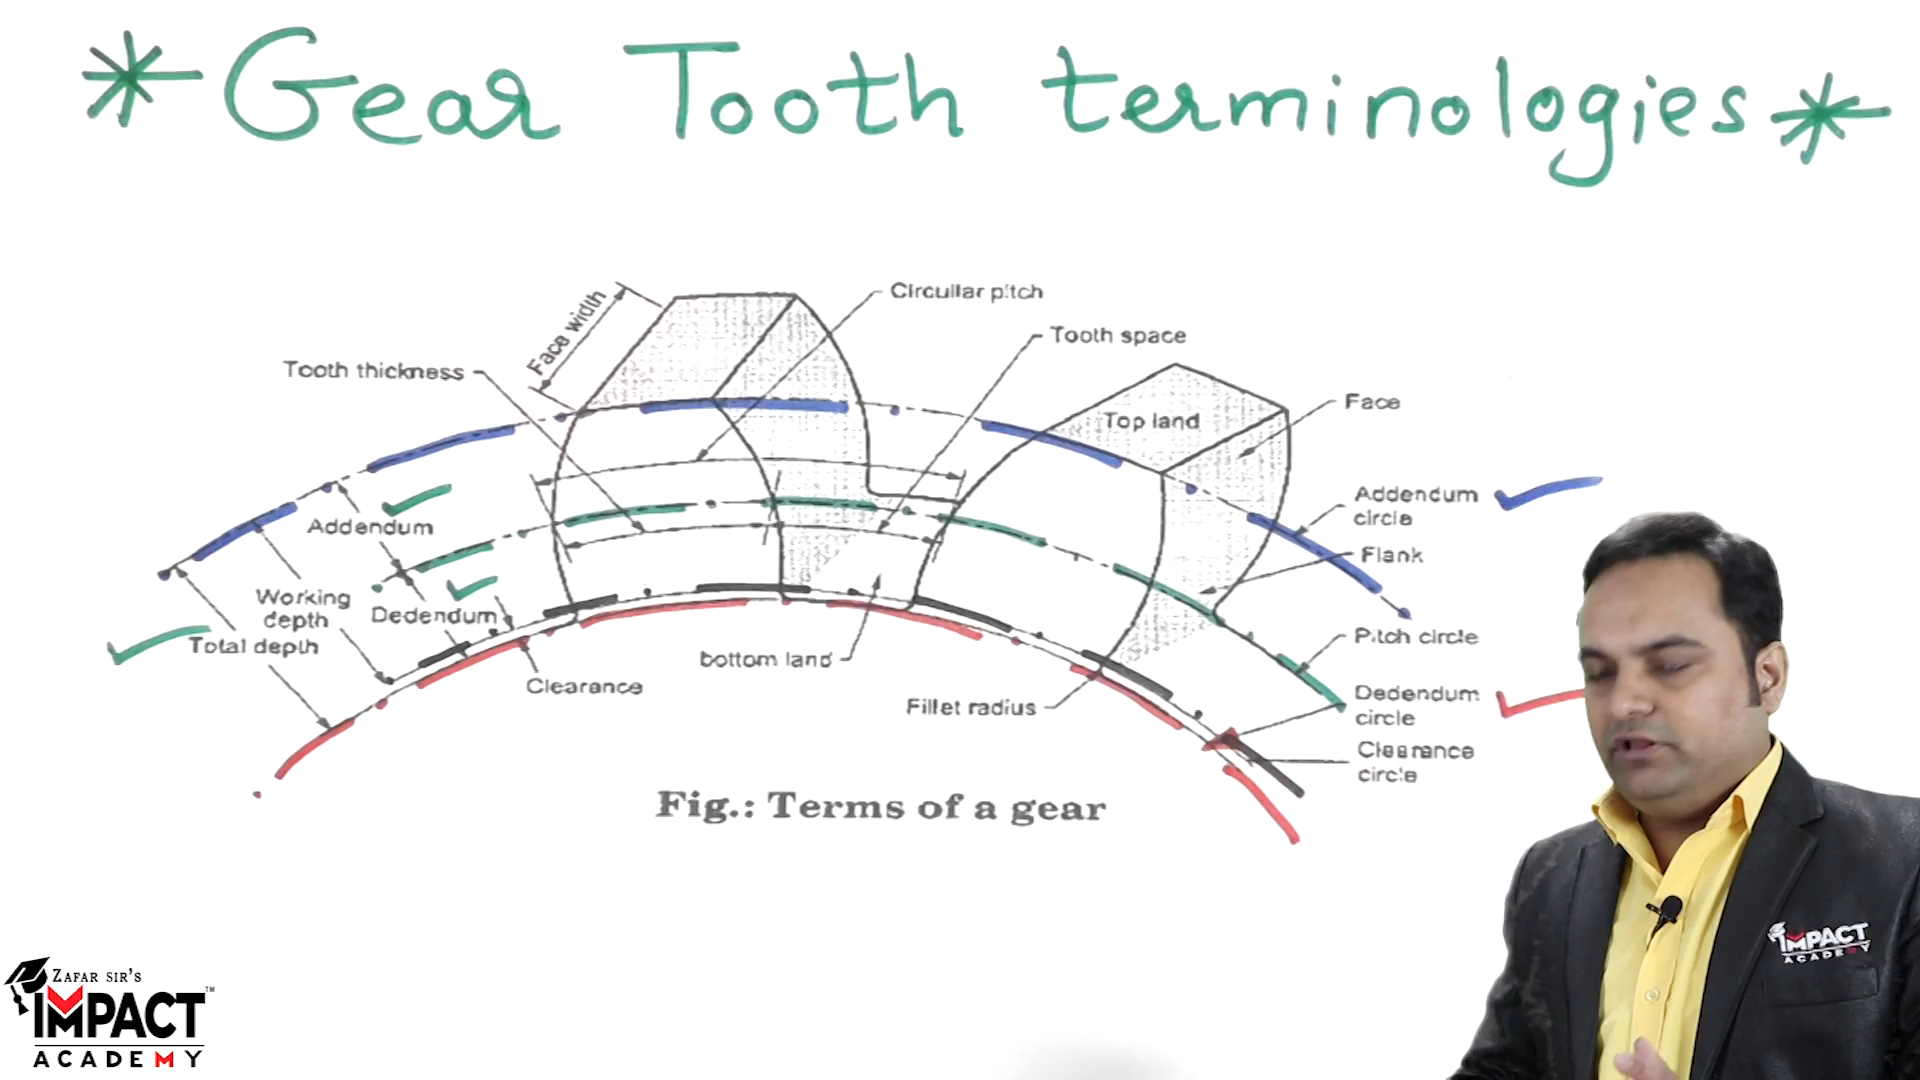 * Gear Tooth terminologies *
Face width
Circullar pitch
Tooth space
Tooth thickness
Face
Top land
Addendum
circle
Addendum
Flank
Working
depth
Dedendum
Total depth
Pitch circle
bottom land
Clearance
Fillet radius
Dedendum
circle
Clearance
circle
Fig.: Terms of a gear
ZAFAR SIR'S
IMPACT™
ACADEMY
IMPACT
ACADEMY